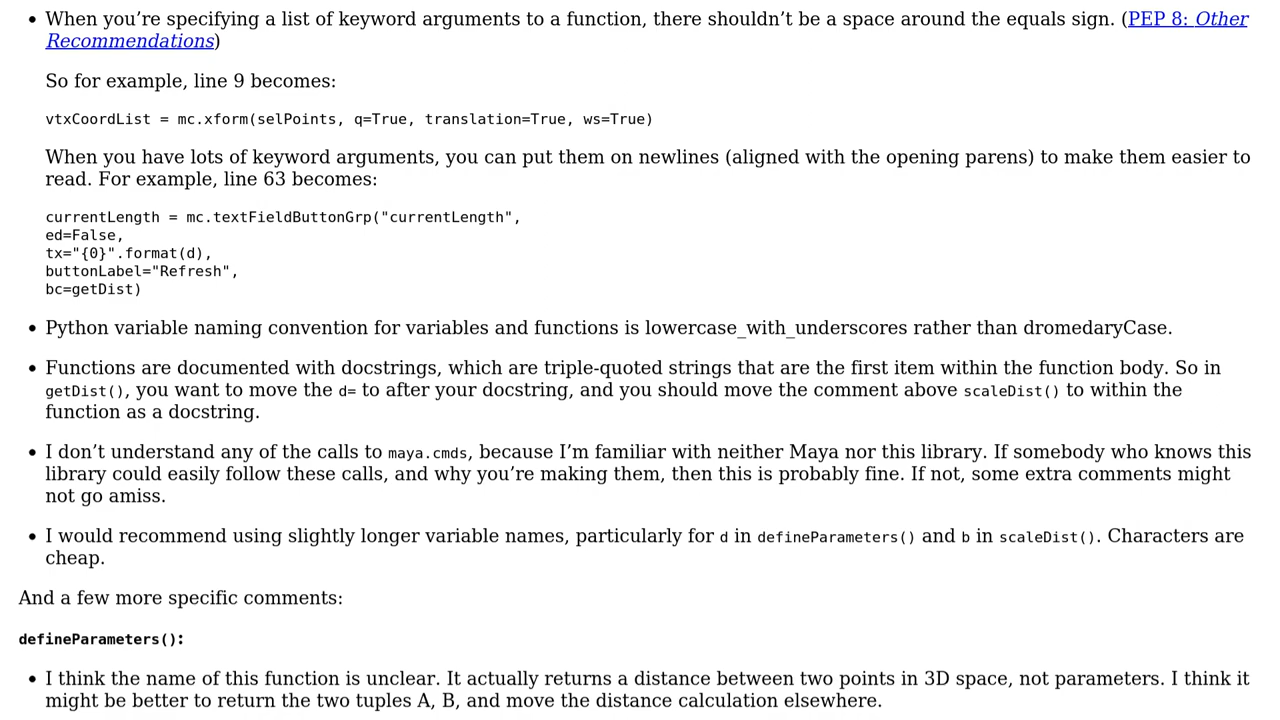 • When you’re specifying a list of keyword arguments to a function, there shouldn’t be a space around the equals sign. (PEP 8: Other
Recommendations)
So for example, line 9 becomes:
vtxCoordList = mc.xform(selPoints, q=True, translation=True, ws=True)
When you have lots of keyword arguments, you can put them on newlines (aligned with the opening parens) to make them easier to
read. For example, line 63 becomes:
currentLength = mc.textFieldButtonGrp("currentLength",
ed=False,
tx="{0}".format(d),
buttonLabel="Refresh",
bc=getDist)
• Python variable naming convention for variables and functions is lowercase_with_underscores rather than dromedaryCase.
• Functions are documented with docstrings, which are triple-quoted strings that are the first item within the function body. So in
getDist(), you want to move the d= to after your docstring, and you should move the comment above scaleDist() to within the
function as a docstring.
• I don’t understand any of the calls to maya.cmds, because I’m familiar with neither Maya nor this library. If somebody who knows this
library could easily follow these calls, and why you’re making them, then this is probably fine. If not, some extra comments might
not go amiss.
• I would recommend using slightly longer variable names, particularly for d in defineParameters() and b in scaleDist(). Characters are
cheap.
And a few more specific comments:
defineParameters():
• I think the name of this function is unclear. It actually returns a distance between two points in 3D space, not parameters. I think it
might be better to return the two tuples A, B, and move the distance calculation elsewhere.